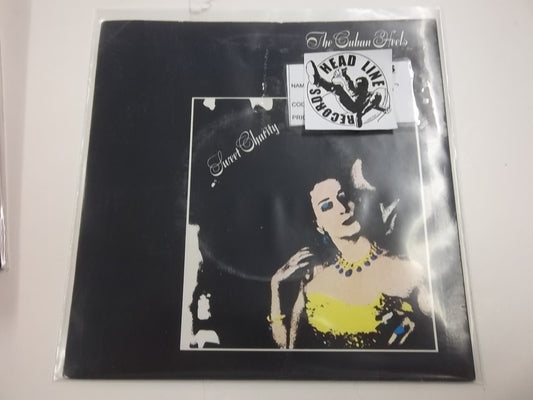 The Cuban Heels
HEAD LINE
RECORDS
NAM
COD
PRI
Sweet Charity